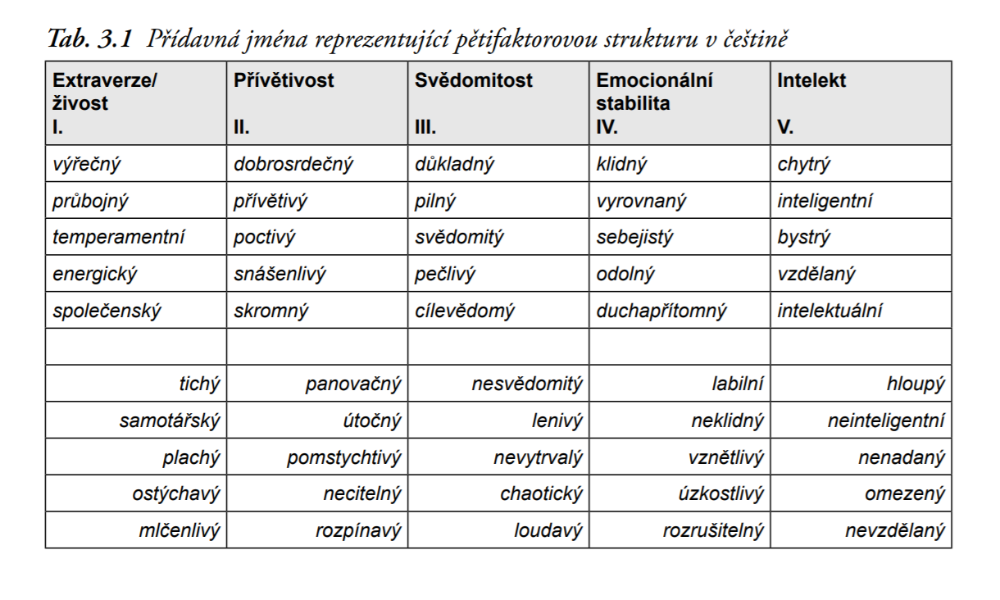 Tab. 3.1 Přídavná jména reprezentující pětifaktorovou strukturu v češtině
Extraverze/ živost I. Přívětivost II. Svědomitost III. Emocionální stabilita IV. Intelekt V.
výřečný dobrosrdečný důkladný klidný chytrý
průbojný přívětivý pilný vyrovnaný inteligentní
temperamentní poctivý svědomitý sebejistý bystrý
energický snášenlivý pečlivý odolný vzdělaný
společenský skromný cílevědomý duchapřítomný intelektuální
tichý panovačný nesvědomitý labilní hloupý
samotářský útočný lenivý neklidný neinteligentní
plachý pomstychtivý nevytrvalý vznětlivý nenadaný
ostýchavý necitelný chaotický úzkostlivý omezený
mlčenlivý rozpínavý loudavý rozrušitelný nevzdělaný